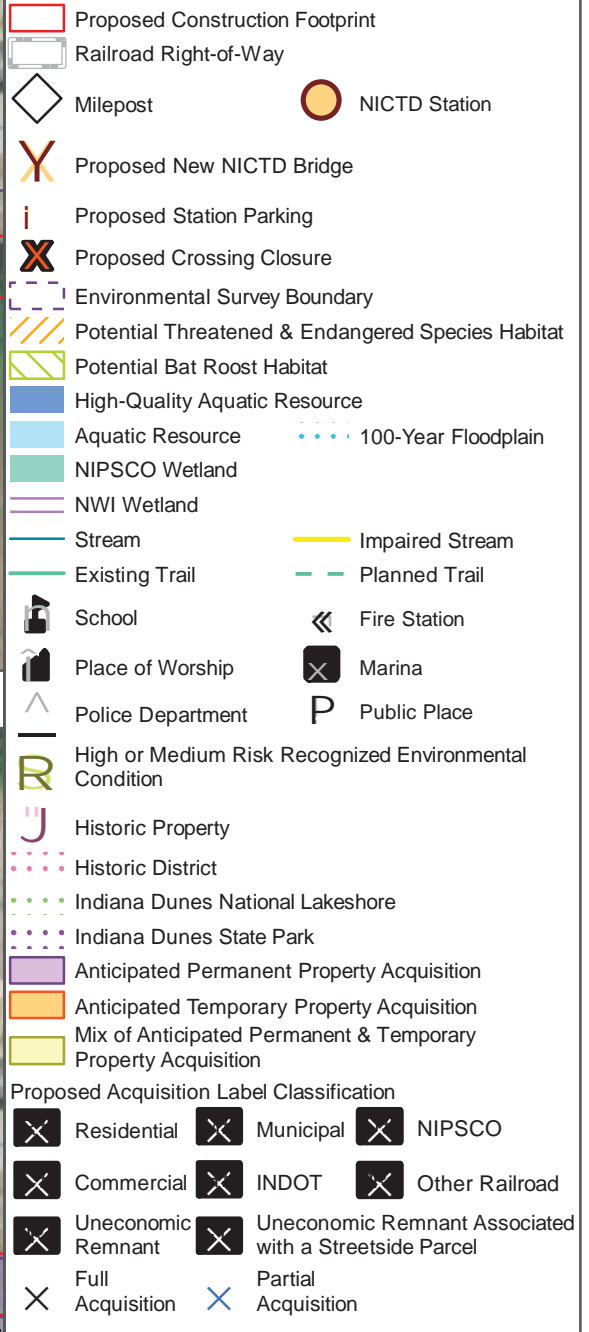 Proposed Construction Footprint
Railroad Right-of-Way
Milepost
NICTD Station
Proposed New NICTD Bridge
Proposed Station Parking
Proposed Crossing Closure
Environmental Survey Boundary
Potential Threatened & Endangered Species Habitat
Potential Bat Roost Habitat
High-Quality Aquatic Resource
Aquatic Resource
100-Year Floodplain
NIPSCO Wetland
NWI Wetland
Stream
Impaired Stream
Existing Trail
Planned Trail
School
Fire Station
Place of Worship
Marina
Police Department
P Public Place
High or Medium Risk Recognized Environmental
Condition
Historic Property
Historic District
Indiana Dunes National Lakeshore
Indiana Dunes State Park
Anticipated Permanent Property Acquisition
Anticipated Temporary Property Acquisition
Mix of Anticipated Permanent & Temporary
Property Acquisition
Proposed Acquisition Label Classification
Residential
Municipal
NIPSCO
Commercial
INDOT
Other Railroad
Uneconomic
Remnant
Uneconomic Remnant Associated
with a Streetside Parcel
Full
Acquisition
Partial
Acquisition